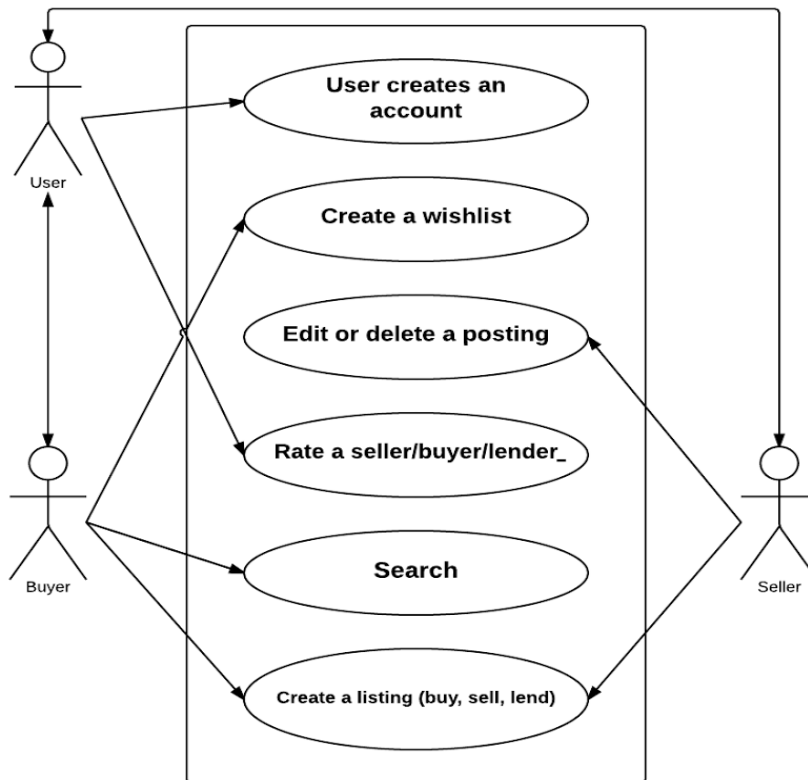 User creates an
account
User
Create a wishlist
Edit or delete a posting
Rate a seller/buyer/lender_
Search
Buyer
Seller
Create a listing (buy, sell, lend)